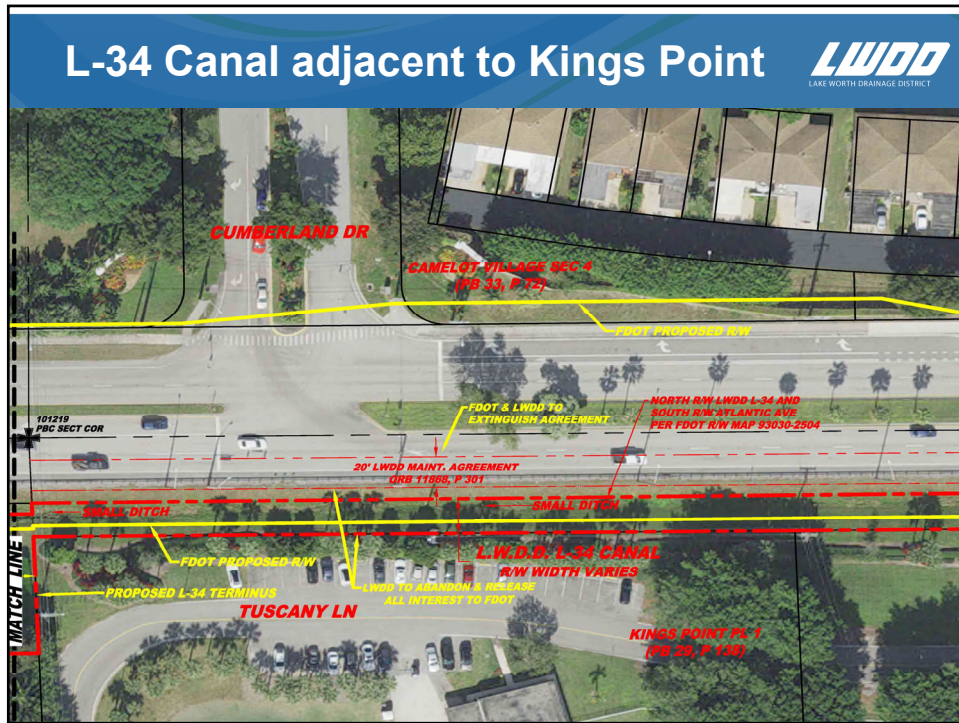 L-34 Canal adjacent to Kings Point
LWDD
LAKE WORTH DRAINAGE DISTRICT
CUMBERLAND DR
CAMELOT VILLAGE SEC 4
(PB 33, P 72)
FDOT PROPOSED R/W
FDOT & LWDD TO
EXTINGUISH AGREEMENT
NORTH R/W LWDD L-34 AND
SOUTH R/W ATLANTIC AVE
PER FDOT R/W MAP 93030-2504
101219
PBC SECT COR
20' LWDD MAINT. AGREEMENT
ORB 11868, P 301
SMALL DITCH
SMALL DITCH
FDOT PROPOSED R/W
L.W.D.D. L-34 CANAL
R/W WIDTH VARIES
LWDD TO ABANDON & RELEASE
ALL INTEREST TO FDOT
PROPOSED L-34 TERMINUS
MATCH LINE
TUSCANY LN
KINGS POINT PL 1
(PB 29, P 138)